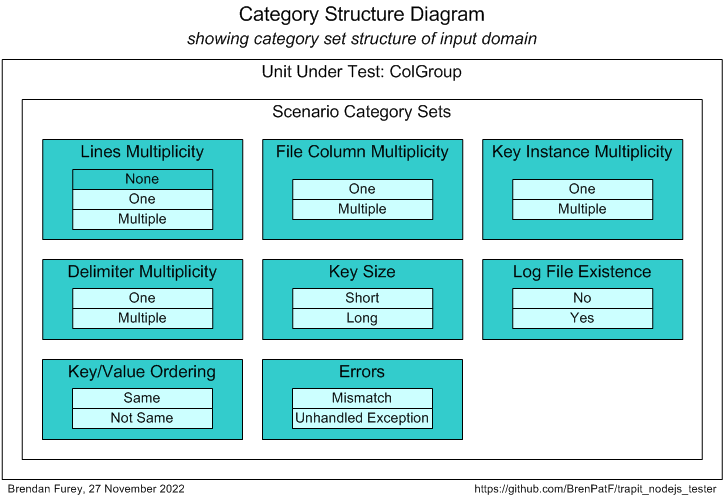 Category Structure Diagram
showing category set structure of input domain
Unit Under Test: ColGroup
Scenario Category Sets
Lines Multiplicity
None
One
Multiple
File Column Multiplicity
One
Multiple
Key Instance Multiplicity
One
Multiple
Delimiter Multiplicity
One
Multiple
Key Size
Short
Long
Log File Existence
No
Yes
Key/Value Ordering
Same
Not Same
Errors
Mismatch
Unhandled Exception
Brendan Furey, 27 November 2022
https://github.com/BrenPatF/trapit_nodejs_tester